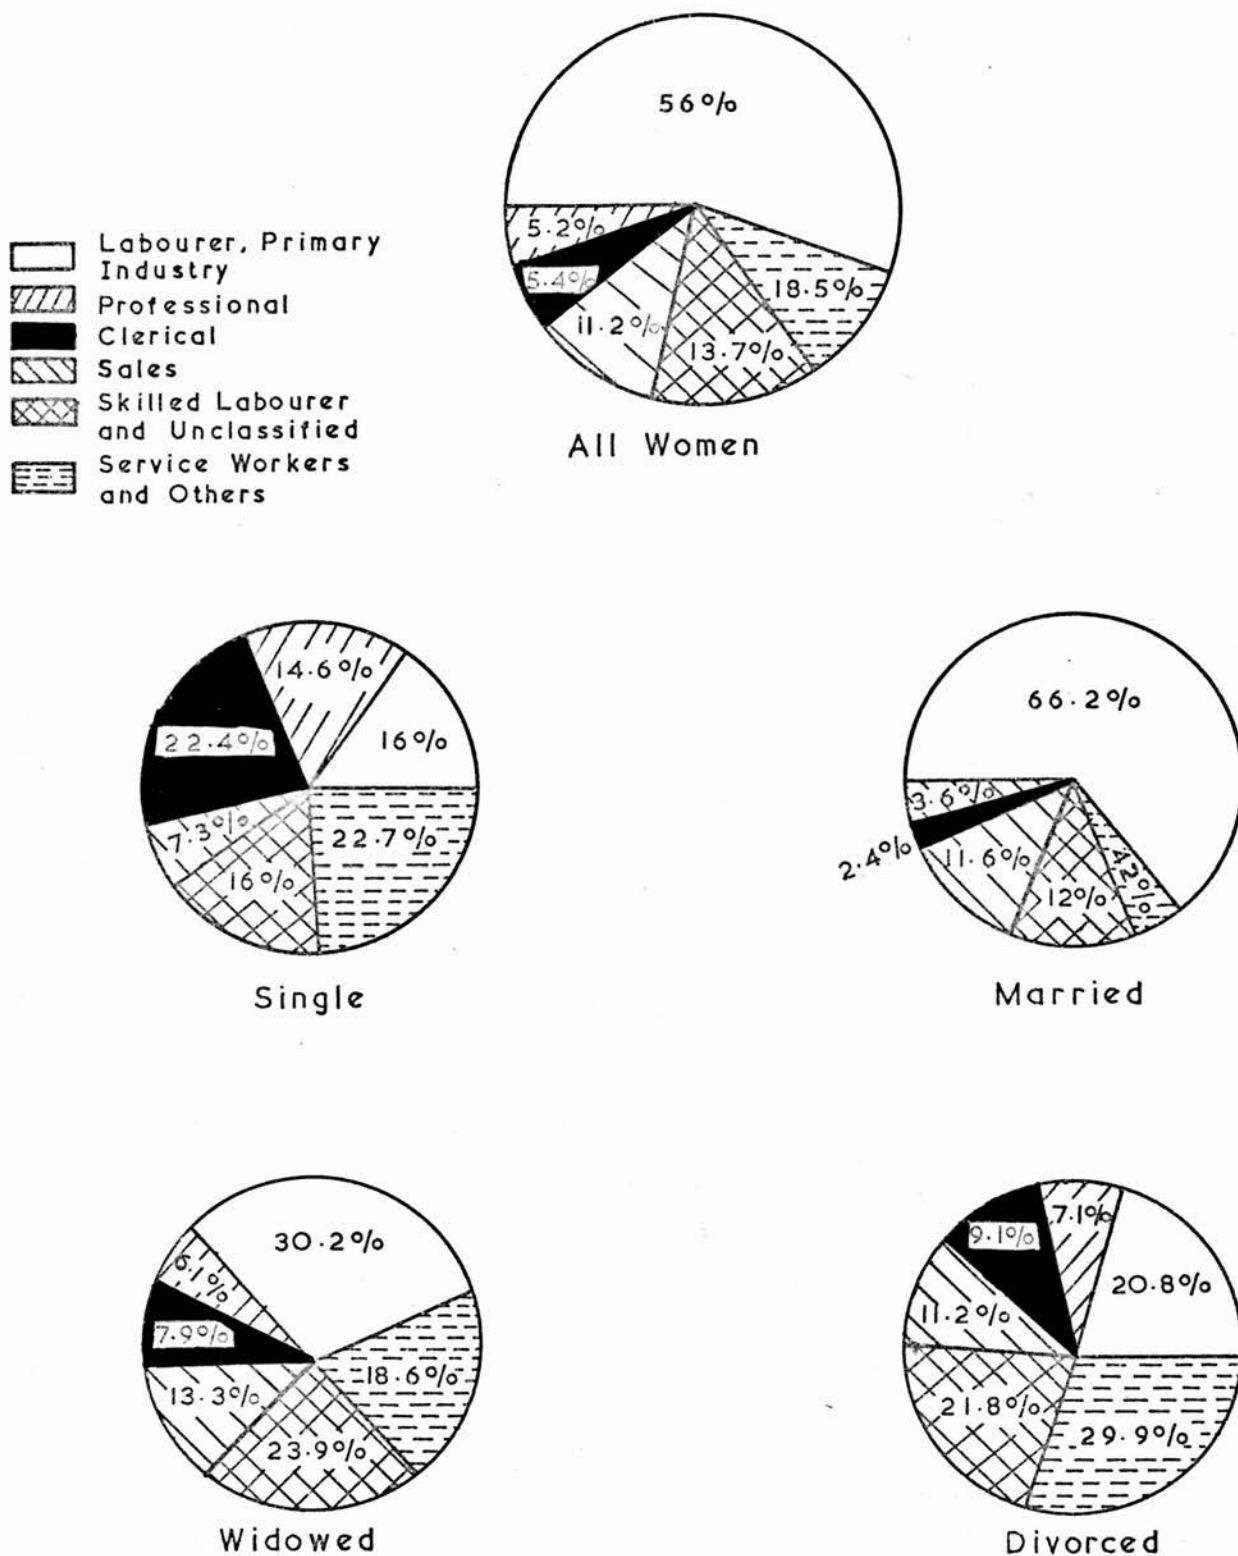 56%
5.2%
5.4%
11.2%
13.7%
18.5%
All Women
Labourer, Primary
Industry
Professional
Clerical
Sales
Skilled Labourer
and Unclassified
Service Workers
and Others
14.6%
16%
22.4%
7.3%
16%
22.7%
Single
66.2%
3.6%
2.4%
11.6%
12%
4.2%
Married
30.2%
6.1%
7.9%
13.3%
23.9%
18.6%
Widowed
7.1%
9.1%
20.8%
11.2%
21.8%
29.9%
Divorced